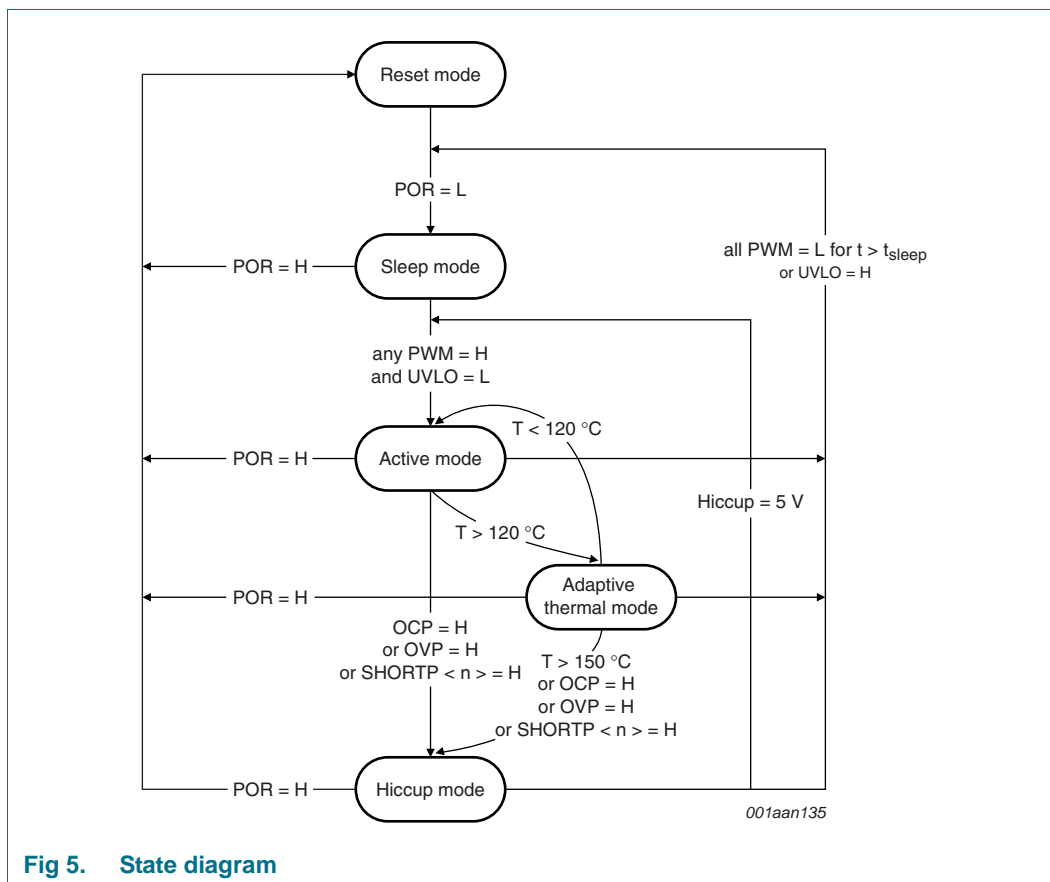 Reset mode
POR = L
Sleep mode
POR = H
all PWM = L for t > tsleep
or UVLO = H
any PWM = H
and UVLO = L
T < 120 °C
Active mode
POR = H
Hiccup = 5 V
T > 120 °C
Adaptive
thermal mode
POR = H
OCP = H
or OVP = H
or SHORTP < n > = H
T > 150 °C
or OCP = H
or OVP = H
or SHORTP < n > = H
Hiccup mode
POR = H
001aan135
Fig 5. State diagram